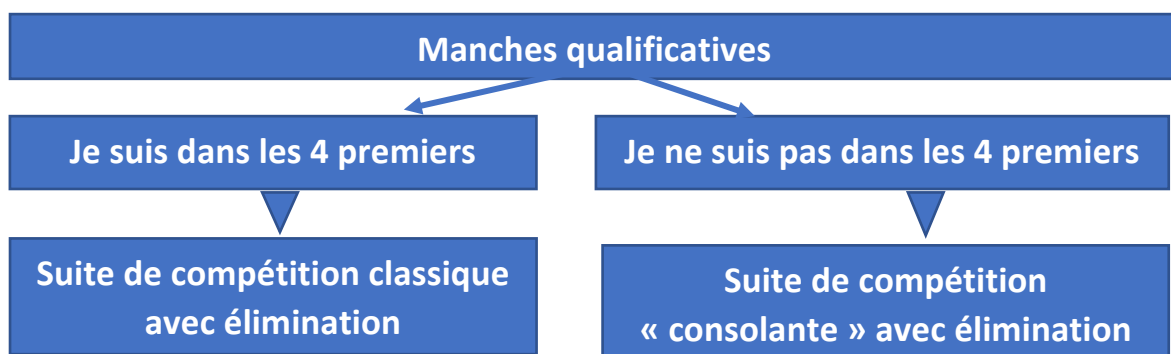 Manches qualificatives
Je suis dans les 4 premiers
Je ne suis pas dans les 4 premiers
Suite de compétition classique
avec élimination
Suite de compétition
« consolante » avec élimination